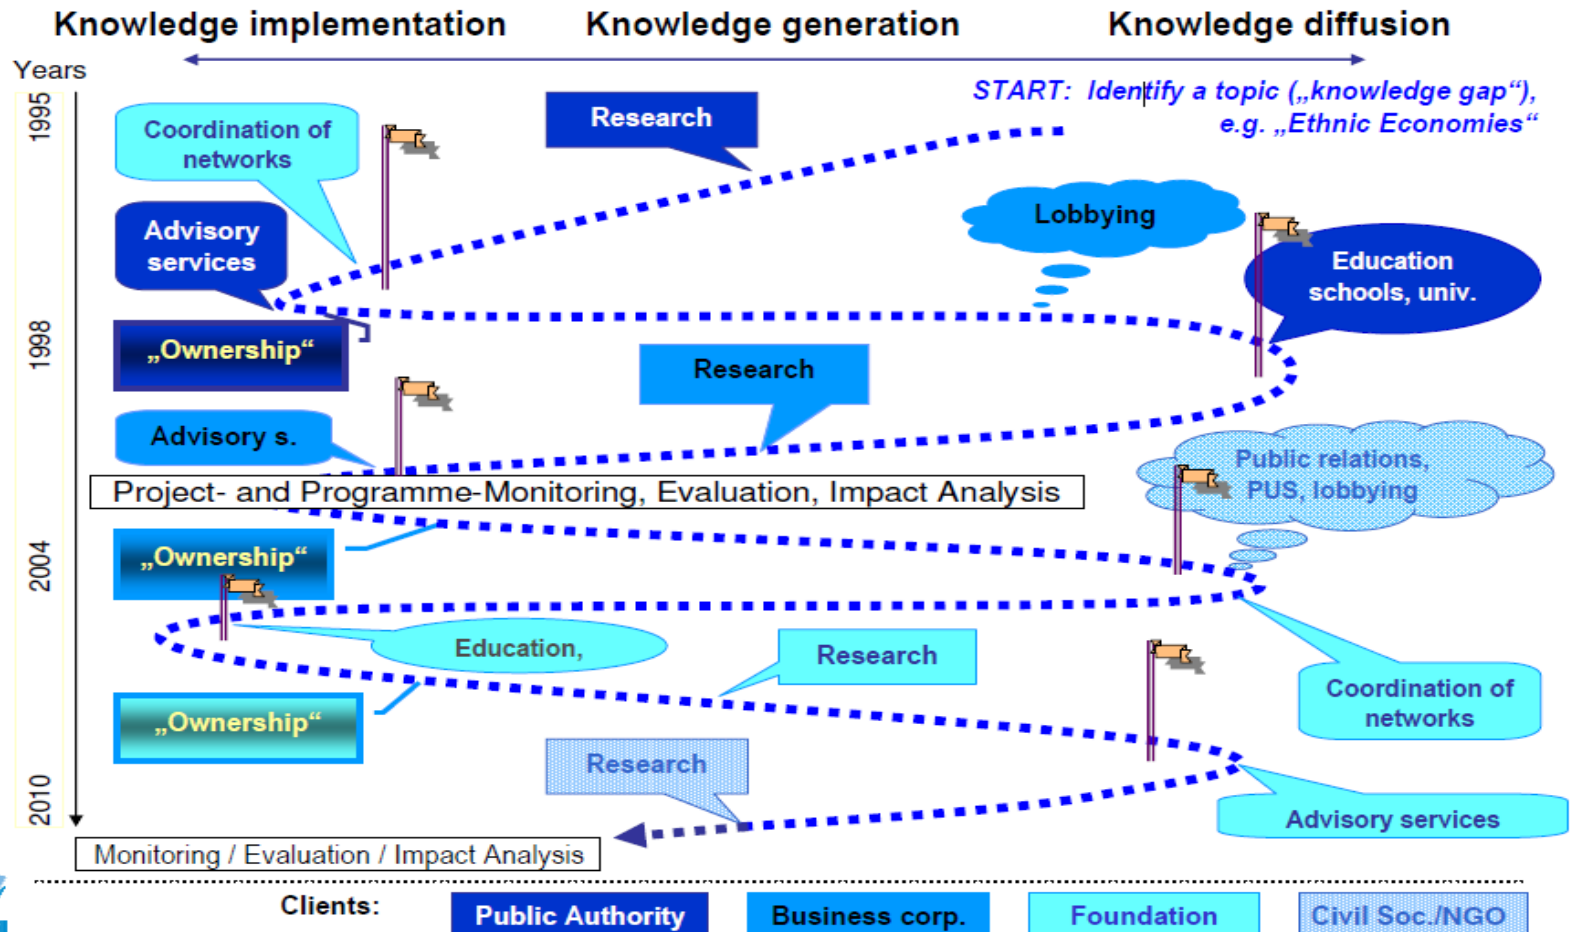 Knowledge implementation
Knowledge generation
Knowledge diffusion
Years
START: Identify a topic („knowledge gap“),
e.g. „Ethnic Economies“
1995
Coordination of
networks
Research
Advisory
services
Lobbying
Education
schools, univ.
1998
„Ownership“
Research
Advisory s.
Public relations,
PUS, lobbying
Project- and Programme-Monitoring, Evaluation, Impact Analysis
2004
„Ownership“
Education,
Research
Coordination of
networks
„Ownership“
Research
2010
Advisory services
Monitoring / Evaluation / Impact Analysis
Clients:
Public Authority
Business corp.
Foundation
Civil Soc./NGO